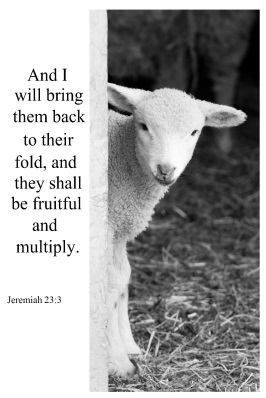 And I
will bring
them back
to their
fold, and
they shall
be fruitful
and
multiply.
Jeremiah 23:3